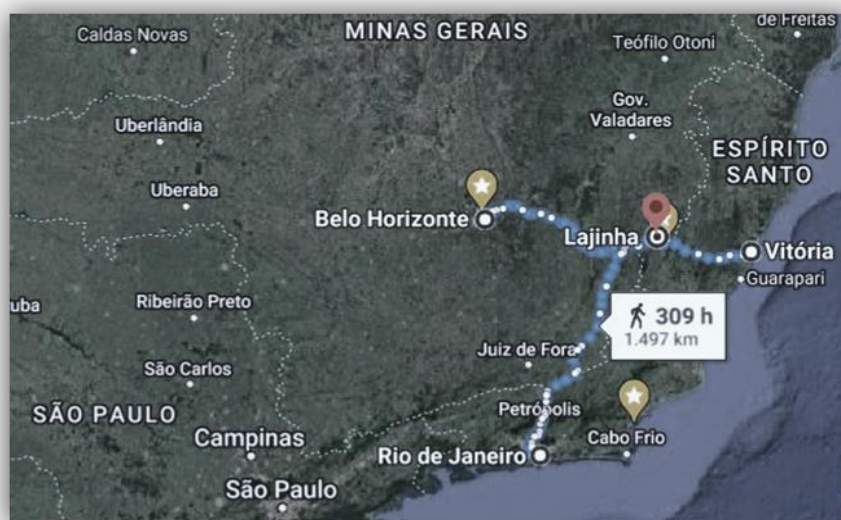 de Freitas
Caldas Novas
MINAS GERAIS
Teófilo Otoni
Gov.
Valadares
Uberlândia
ESPÍRITO
SANTO
Uberaba
Belo Horizonte
Lajinha
Vitória
Guarapari
uba
Ribeirão Preto
309 h
1.497 km
Juiz de Fora
São Carlos
SÃO PAULO
Petrópolis
Campinas
Cabo Frio
Rio de Janeiro
São Paulo